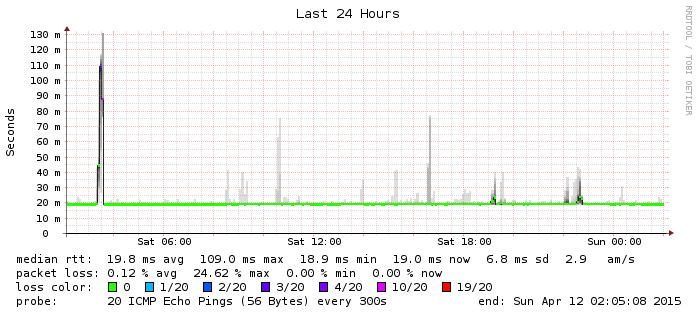 Last 24 Hours
RRDTOOL / TOBI OETIKER
Seconds
130 m
120 m
110 m
100 m
90 m
80 m
70 m
60 m
50 m
40 m
30 m
20 m
10 m
0
Sat 06:00 Sat 12:00 Sat 18:00 Sun 00:00
median rtt: 19.8 ms avg 109.0 ms max 18.9 ms min 19.0 ms now 6.8 ms sd 2.9 am/s
packet loss: 0.12 % avg 24.62 % max 0.00 % min 0.00 % now
loss color: 0 1/20 2/20 3/20 4/20 10/20 19/20
probe: 20 ICMP Echo Pings (56 Bytes) every 300s end: Sun Apr 12 02:05:08 2015